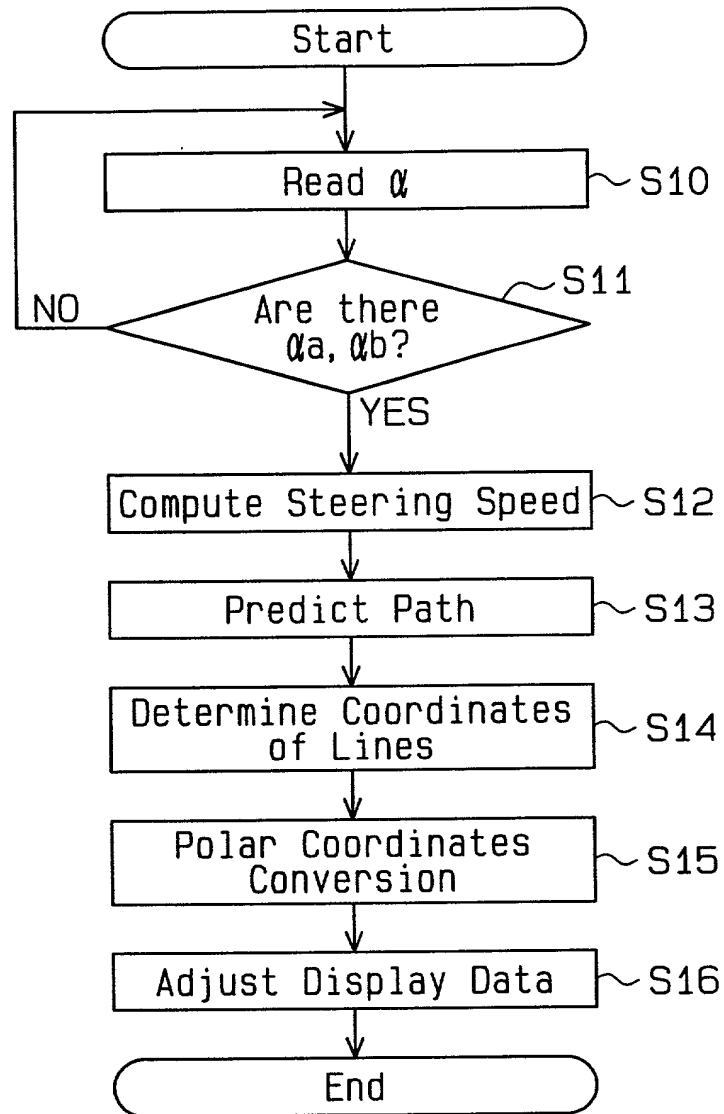 Start
Read α
S10
S11
NO
Are there
αa, αb?
YES
Compute Steering Speed
S12
Predict Path
S13
Determine Coordinates
of Lines
S14
Polar Coordinates
Conversion
S15
Adjust Display Data
S16
End